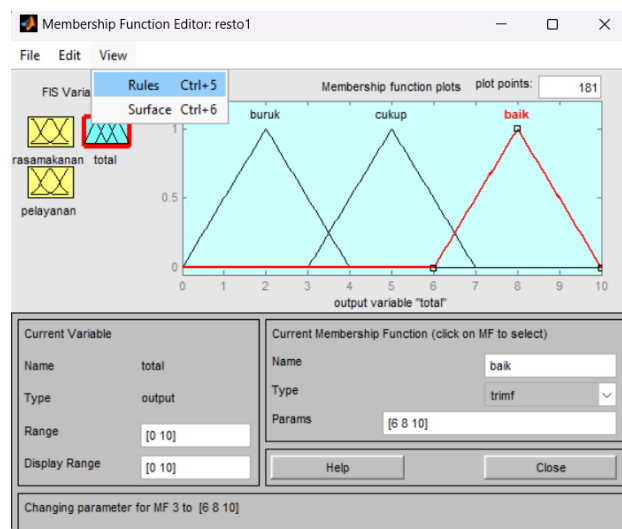 Membership Function Editor: resto1
File Edit View
Rules Ctrl+5
Surface Ctrl+6
FIS Varia
Membership function plots plot points: 181
rasamakanan total
pelayanan
buruk cukup baik
1
0.5
0
0 1 2 3 4 5 6 7 8 9 10
output variable "total"
Current Variable
Name total
Type output
Range [0 10]
Display Range [0 10]
Current Membership Function (click on MF to select)
Name baik
Type trimf
Params [6 8 10]
Help Close
Changing parameter for MF 3 to [6 8 10]